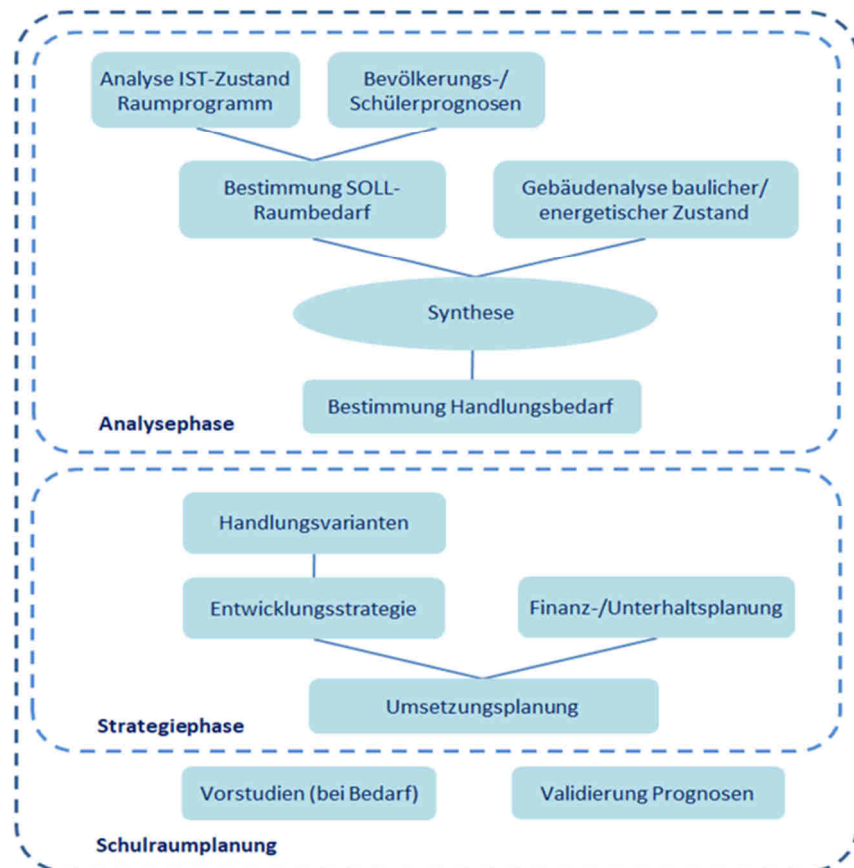 Analyse IST-Zustand
Raumprogramm
Bevölkerungs-/
Schülerprognosen
Bestimmung SOLL-
Raumbedarf
Gebäudenalyse baulicher/
energetischer Zustand
Synthese
Bestimmung Handlungsbedarf
Analysephase
Handlungsvarianten
Entwicklungsstrategie
Finanz-/Unterhaltsplanung
Umsetzungsplanung
Strategiephase
Vorstudien (bei Bedarf)
Validierung Prognosen
Schulraumplanung